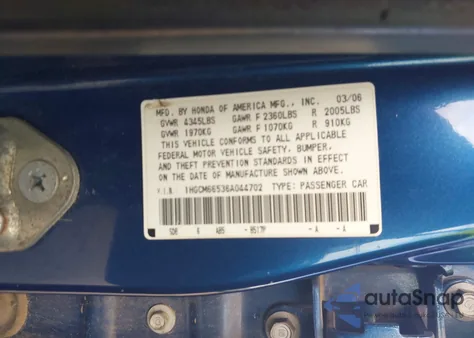 MFD. BY HONDA OF AMERICA MFG., INC. 03/06
GVWR 4345LBS GAWR F 2360LBS R 2005LBS
GVWR 1970KG GAWR F 1070KG R 910KG
THIS VEHICLE CONFORMS TO ALL APPLICABLE
FEDERAL MOTOR VEHICLE SAFETY, BUMPER,
AND THEFT PREVENTION STANDARDS IN EFFECT
ON THE DATE OF MANUFACTURE SHOWN ABOVE.
1HGCM66536A044702 TYPE: PASSENGER CAR
B - B517P - A - A
autoSnap